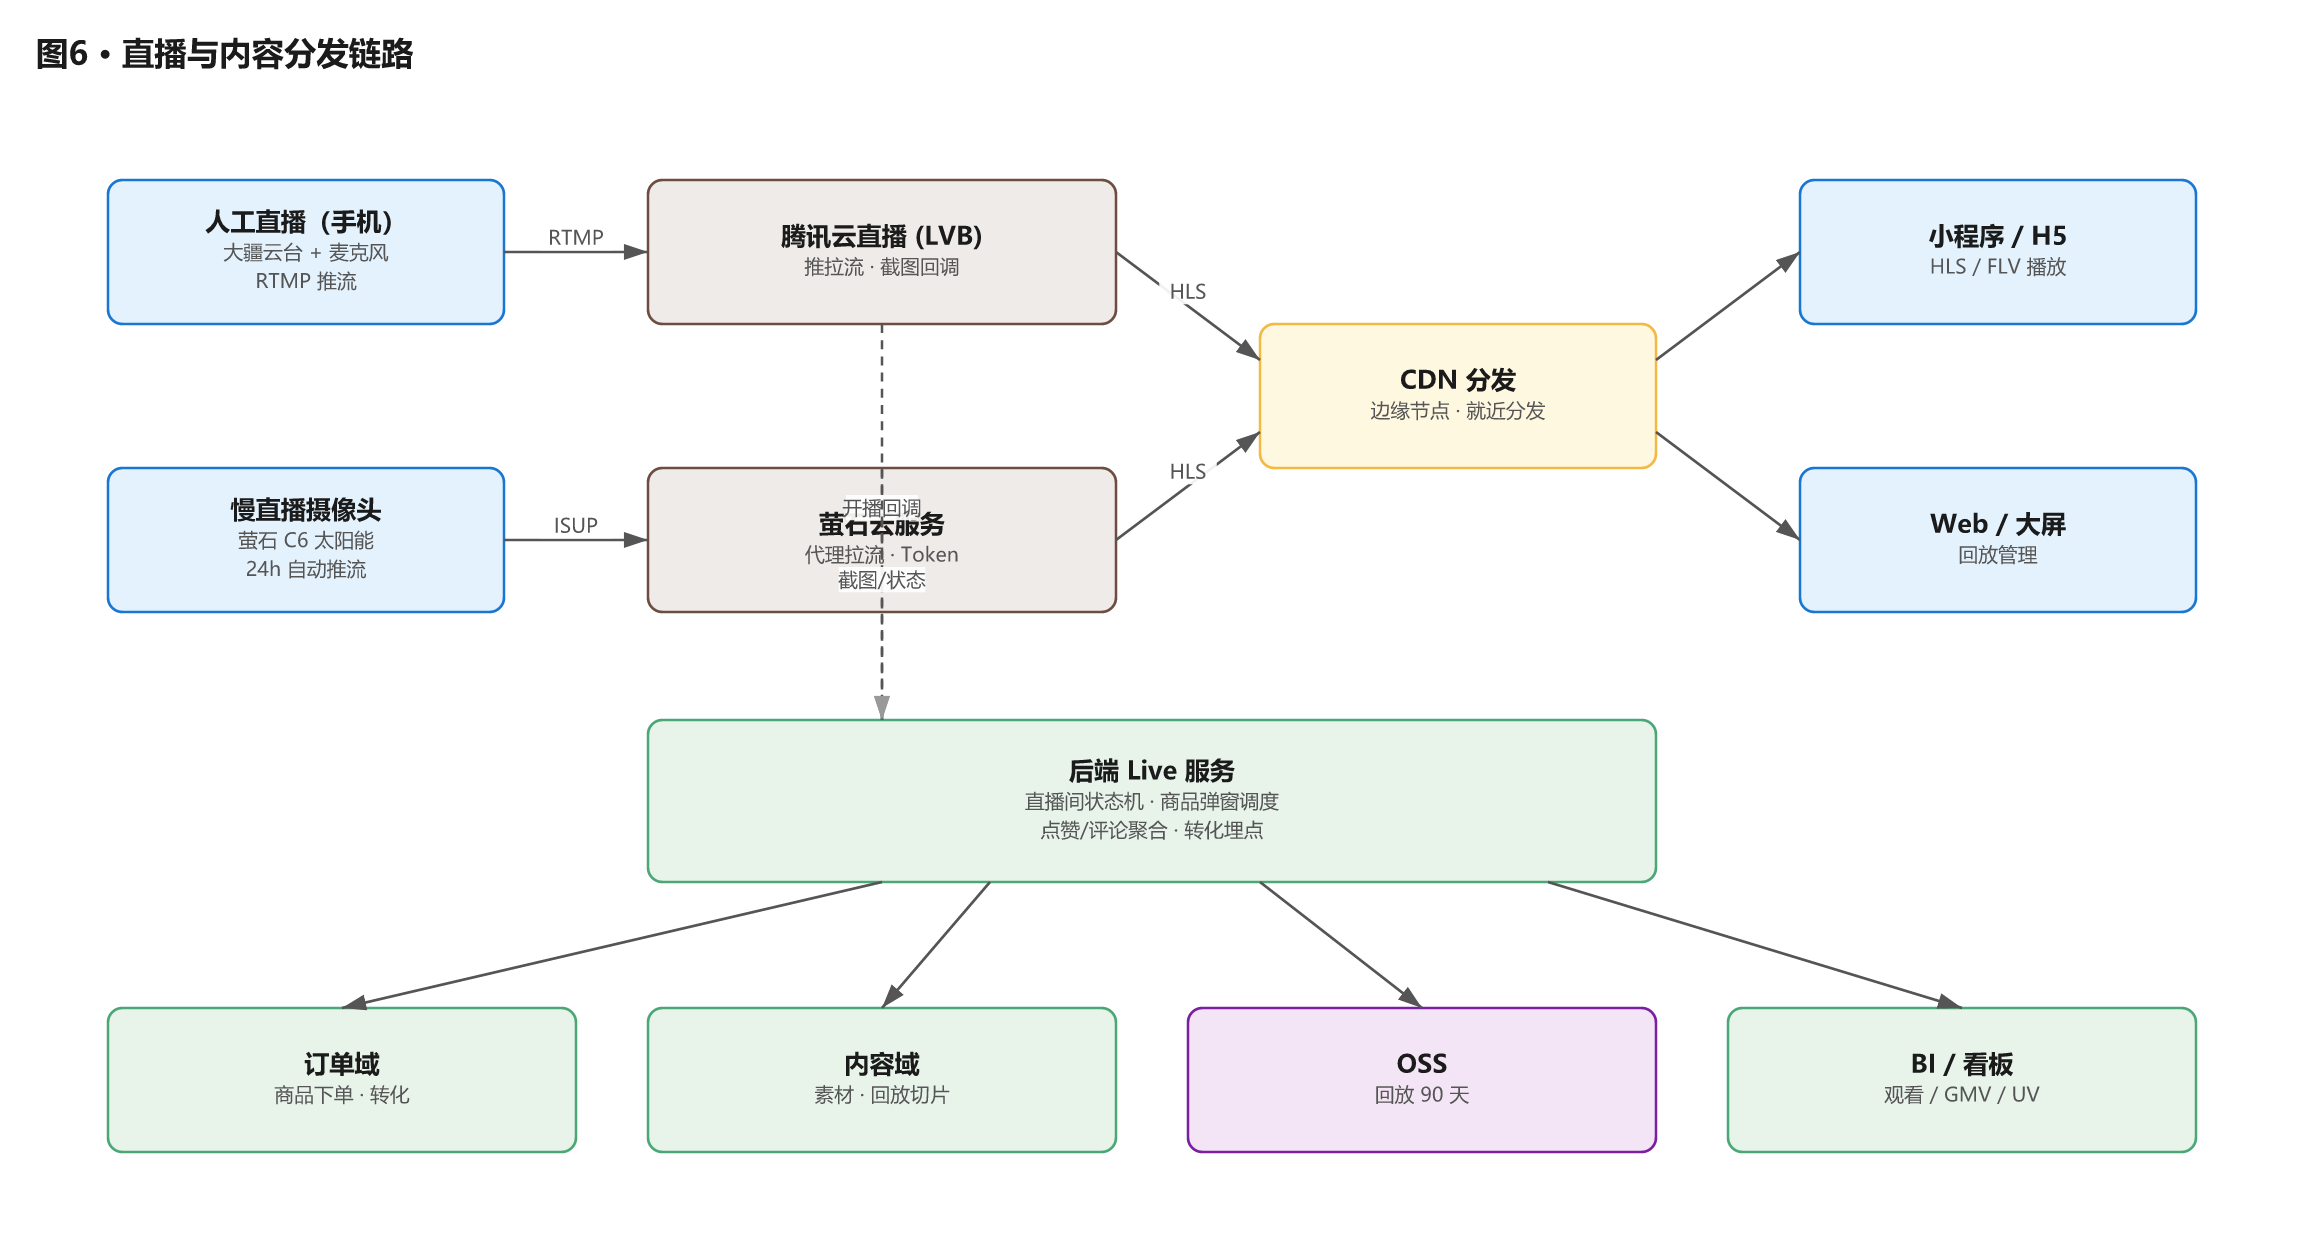 图6 · 直播与内容分发链路
人工直播（手机）
大疆云台 + 麦克风
RTMP 推流
RTMP
腾讯云直播 (LVB)
推拉流 · 截图回调
HLS
小程序 / H5
HLS / FLV 播放
CDN 分发
边缘节点 · 就近分发
慢直播摄像头
萤石 C6 太阳能
24h 自动推流
ISUP
开播回调
萤石云服务
代理拉流 · Token
截图/状态
HLS
Web / 大屏
回放管理
后端 Live 服务
直播间状态机 · 商品弹窗调度
点赞/评论聚合 · 转化埋点
订单域
商品下单 · 转化
内容域
素材 · 回放切片
OSS
回放 90 天
BI / 看板
观看 / GMV / UV